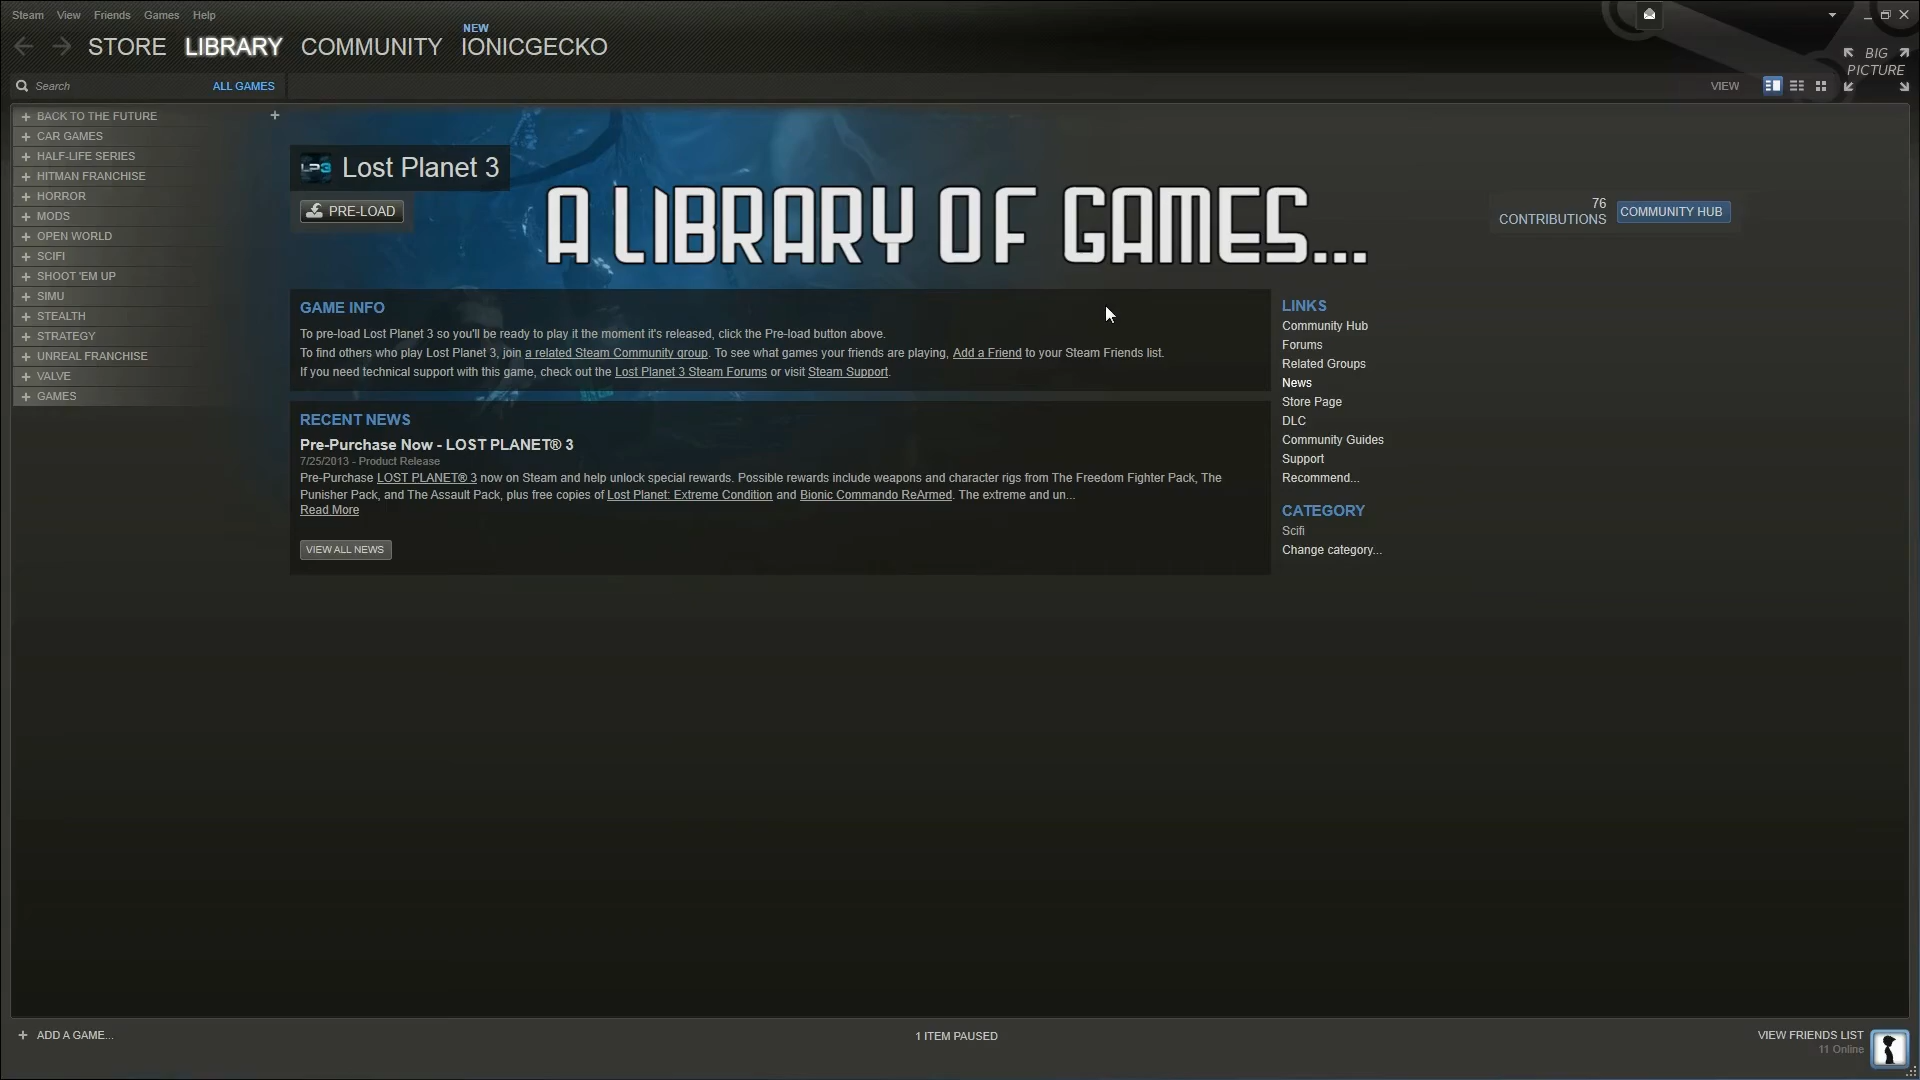 Steam View Friends Games Help
NEW
STORE LIBRARY COMMUNITY IONICGECKO
BIG PICTURE
Search ALL GAMES
VIEW
+ BACK TO THE FUTURE +
+ CAR GAMES
+ HALF-LIFE SERIES
+ HITMAN FRANCHISE
+ HORROR
+ MODS
+ OPEN WORLD
+ SCIFI
+ SHOOT 'EM UP
+ SIMU
+ STEALTH
+ STRATEGY
+ UNREAL FRANCHISE
+ VALVE
+ GAMES
LP3 Lost Planet 3
PRE-LOAD
A LIBRARY OF GAMES...
76
CONTRIBUTIONS
COMMUNITY HUB
GAME INFO
To pre-load Lost Planet 3 so you'll be ready to play it the moment it's released, click the Pre-load button above.
To find others who play Lost Planet 3, join a related Steam Community group. To see what games your friends are playing, Add a Friend to your Steam Friends list.
If you need technical support with this game, check out the Lost Planet 3 Steam Forums or visit Steam Support.
RECENT NEWS
Pre-Purchase Now - LOST PLANET® 3
7/25/2013 - Product Release
Pre-Purchase LOST PLANET® 3 now on Steam and help unlock special rewards. Possible rewards include weapons and character rigs from The Freedom Fighter Pack, The
Punisher Pack, and The Assault Pack, plus free copies of Lost Planet: Extreme Condition and Bionic Commando ReArmed. The extreme and un...
Read More
VIEW ALL NEWS
LINKS
Community Hub
Forums
Related Groups
News
Store Page
DLC
Community Guides
Support
Recommend...
CATEGORY
Scifi
Change category...
+ ADD A GAME...
1 ITEM PAUSED
VIEW FRIENDS LIST
11 Online